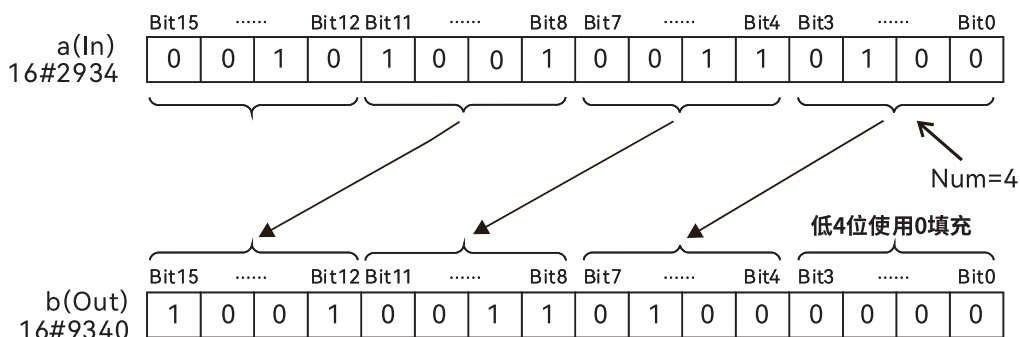 Bit15 ······ Bit12 Bit11 ······ Bit8 Bit7 ······ Bit4 Bit3 ······ Bit0
a(In) 0 0 1 0 1 0 0 1 0 0 1 1 0 1 0 0
16#2934
Num=4
低4位使用0填充
Bit15 ······ Bit12 Bit11 ······ Bit8 Bit7 ······ Bit4 Bit3 ······ Bit0
b(Out) 1 0 0 1 0 0 1 1 0 1 0 0 0 0 0 0
16#9340